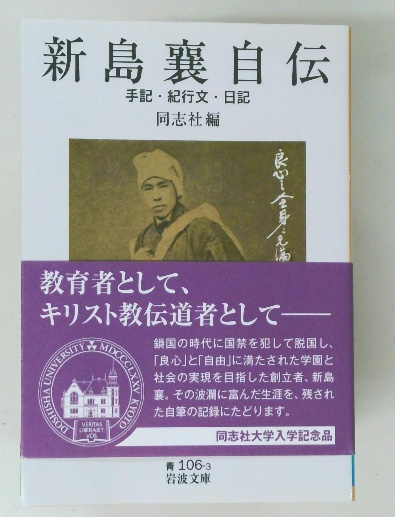 新島襄自伝
手記・紀行文・日記
同志社編
良心之全身ニ充満
教育者として、
キリスト教伝道者として――
鎖国の時代に国禁を犯して脱国し、
「良心」と「自由」に満たされた学園と
社会の実現を目指した創立者、新島
襄。その波瀾に富んだ生涯を、残され
た自筆の記録にたどります。
DOSHISHA UNIVERSITY MDCCCLXXV KYOTO
VERITAS
LIBERABIT
VOS
同志社大学入学記念品
青 106-3
岩波文庫